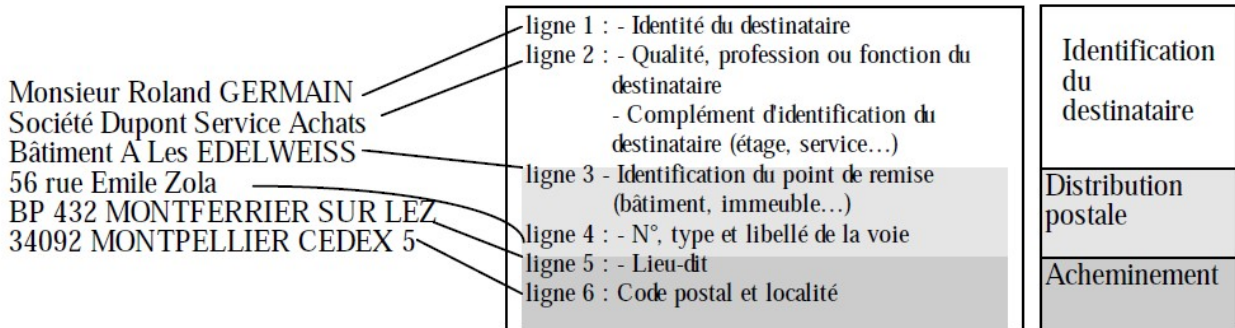 Monsieur Roland GERMAIN
Société Dupont Service Achats
Bâtiment A Les EDELWEISS
56 rue Emile Zola
BP 432 MONTFERRIER SUR LEZ
34092 MONTPELLIER CEDEX 5
ligne 1 : - Identité du destinataire
ligne 2 : - Qualité, profession ou fonction du
destinataire
- Complément d'identification du
destinataire (étage, service…)
ligne 3 - Identification du point de remise
(bâtiment, immeuble…)
ligne 4 : - N°, type et libellé de la voie
ligne 5 : - Lieu-dit
ligne 6 : Code postal et localité
Identification
du
destinataire
Distribution
postale
Acheminement